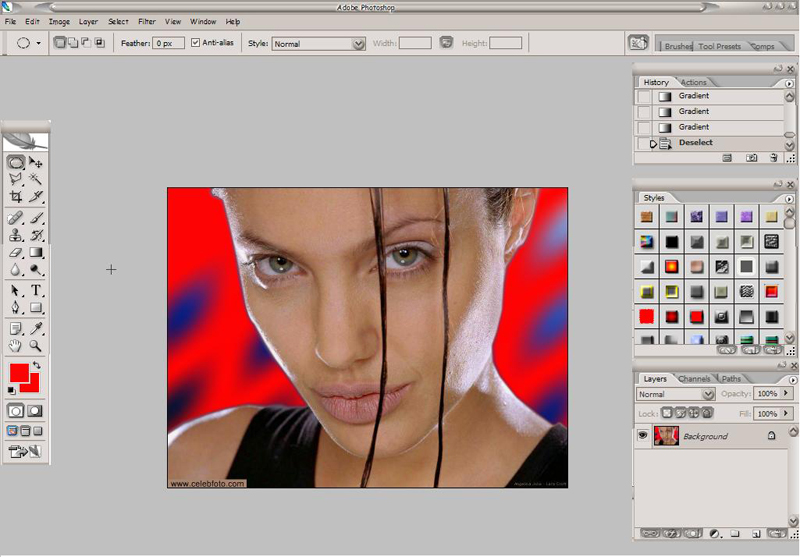 Adobe Photoshop
File Edit Image Layer Select Filter View Window Help
Feather: 0 px Anti-alias Style: Normal Width: Height: Brushes Tool Presets Comps
History Actions
Gradient
Gradient
Gradient
Deselect
Styles
T
Layers Channels Paths
Normal Opacity: 100%
Lock: Fill: 100%
Background
www.celebfoto.com